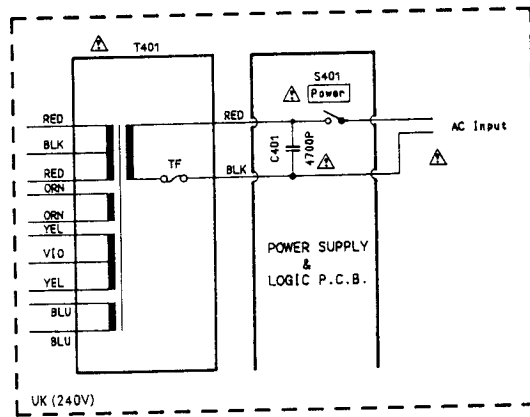 T401
S401
Power
RED
RED
AC Input
BLK
C401
4700P
RED
TF
BLK
ORN
ORN
YEL
VIO
YEL
BLU
BLU
POWER SUPPLY
&
LOGIC P.C.B.
UK (240V)